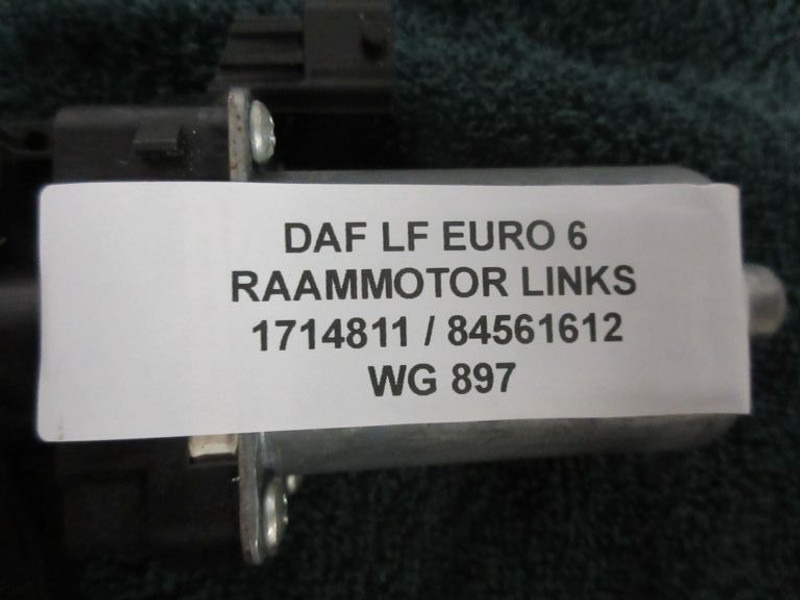 DAF LF EURO 6
RAAMMOTOR LINKS
1714811 / 84561612
WG 897